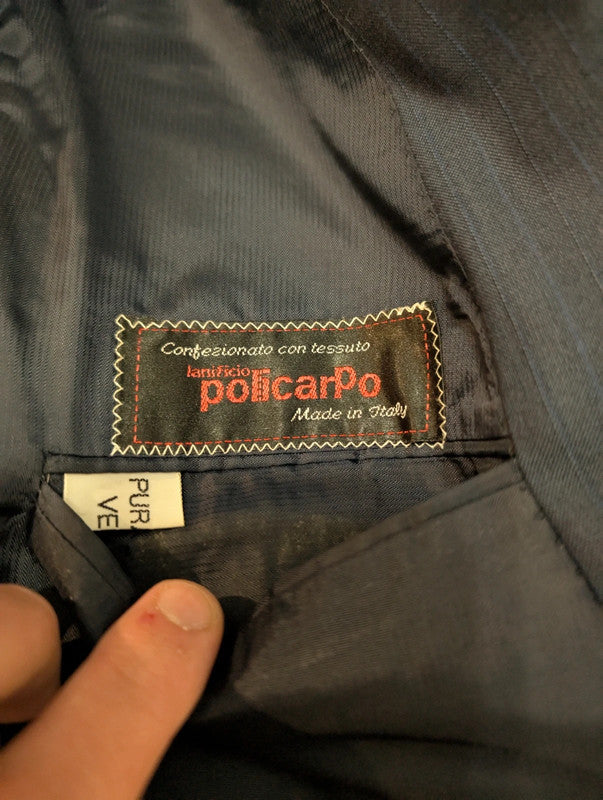 Confezionato con tessuto
lanificio
policarpo
Made in Italy
PUR
VE